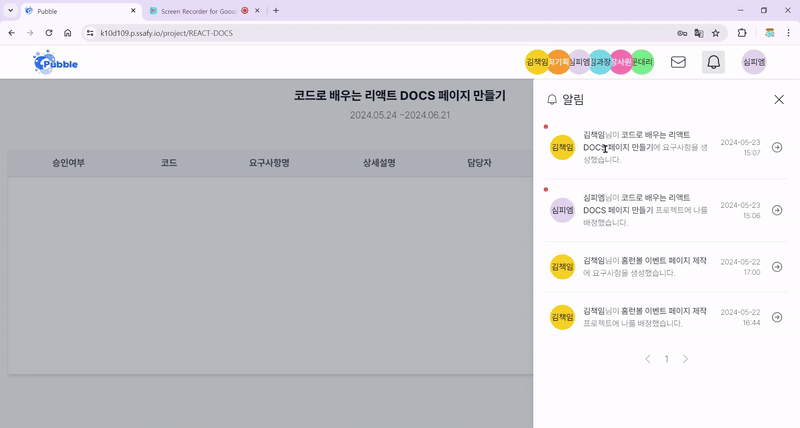 Pubble
Screen Recorder for Goog
k10d109.p.ssafy.io/project/REACT-DOCS
Pubble
김책임
심피엠
문대리
심피엠
코드로 배우는 리액트 DOCS 페이지 만들기
2024.05.24 ~2024.06.21
승인여부 코드 요구사항명 상세설명 담당자
알림
김책임
김책임님이 코드로 배우는 리액트
DOCS 페이지 만들기에 요구사항을 생
성했습니다.
2024-05-23
15:07
심피엠
심피엠님이 코드로 배우는 리액트
DOCS 페이지 만들기 프로젝트에 나를
배정했습니다.
2024-05-23
15:06
김책임
김책임님이 홈런볼 이벤트 페이지 제작
에 요구사항을 생성했습니다.
2024-05-22
17:00
김책임
김책임님이 홈런볼 이벤트 페이지 제작
프로젝트에 나를 배정했습니다.
2024-05-22
16:44
1